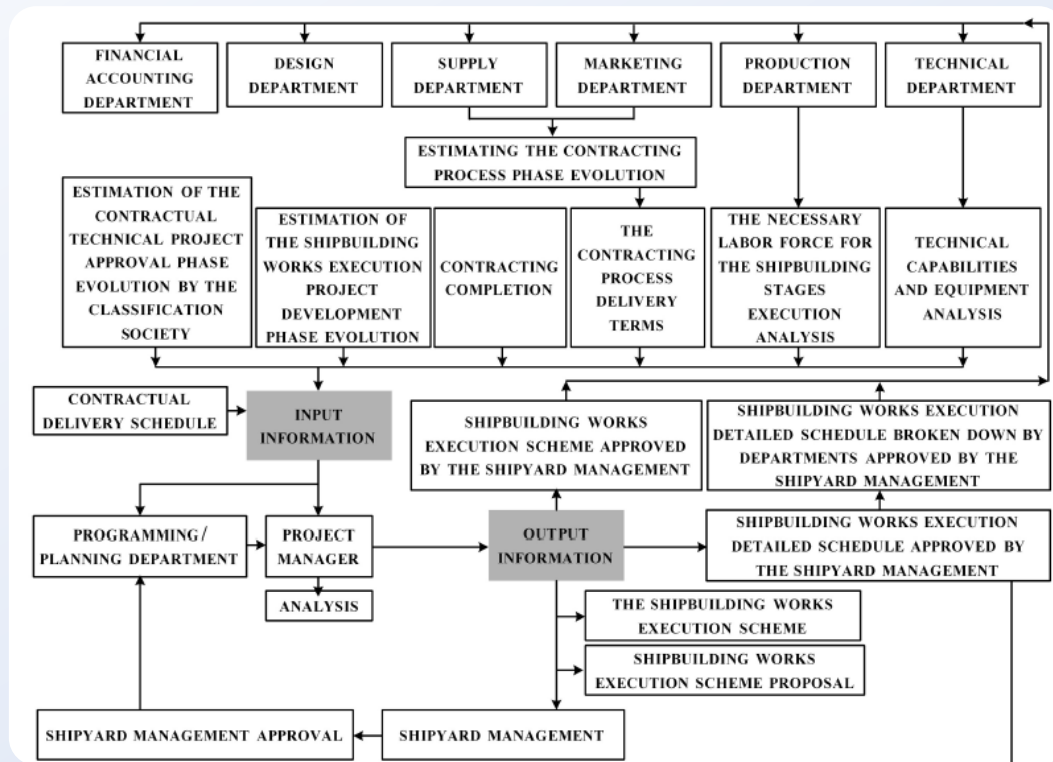 FINANCIAL
ACCOUNTING
DEPARTMENT
DESIGN
DEPARTMENT
SUPPLY
DEPARTMENT
MARKETING
DEPARTMENT
PRODUCTION
DEPARTMENT
TECHNICAL
DEPARTMENT
ESTIMATING THE CONTRACTING
PROCESS PHASE EVOLUTION
ESTIMATION OF THE
CONTRACTUAL
TECHNICAL PROJECT
APPROVAL PHASE
EVOLUTION BY THE
CLASSIFICATION
SOCIETY
ESTIMATION OF
THE SHIPBUILDING
WORKS EXECUTION
PROJECT
DEVELOPMENT
PHASE EVOLUTION
CONTRACTING
COMPLETION
THE
CONTRACTING
PROCESS
DELIVERY
TERMS
THE NECESSARY
LABOR FORCE FOR
THE SHIPBUILDING
STAGES
EXECUTION
ANALYSIS
TECHNICAL
CAPABILITIES
AND EQUIPMENT
ANALYSIS
CONTRACTUAL
DELIVERY SCHEDULE
INPUT
INFORMATION
SHIPBUILDING WORKS
EXECUTION SCHEME APPROVED
BY THE SHIPYARD MANAGEMENT
SHIPBUILDING WORKS EXECUTION
DETAILED SCHEDULE BROKEN DOWN BY
DEPARTMENTS APPROVED BY THE
SHIPYARD MANAGEMENT
PROGRAMMING/
PLANNING DEPARTMENT
PROJECT
MANAGER
OUTPUT
INFORMATION
SHIPBUILDING WORKS EXECUTION
DETAILED SCHEDULE APPROVED BY
THE SHIPYARD MANAGEMENT
ANALYSIS
THE SHIPBUILDING WORKS
EXECUTION SCHEME
SHIPBUILDING WORKS
EXECUTION SCHEME PROPOSAL
SHIPYARD MANAGEMENT APPROVAL
SHIPYARD MANAGEMENT